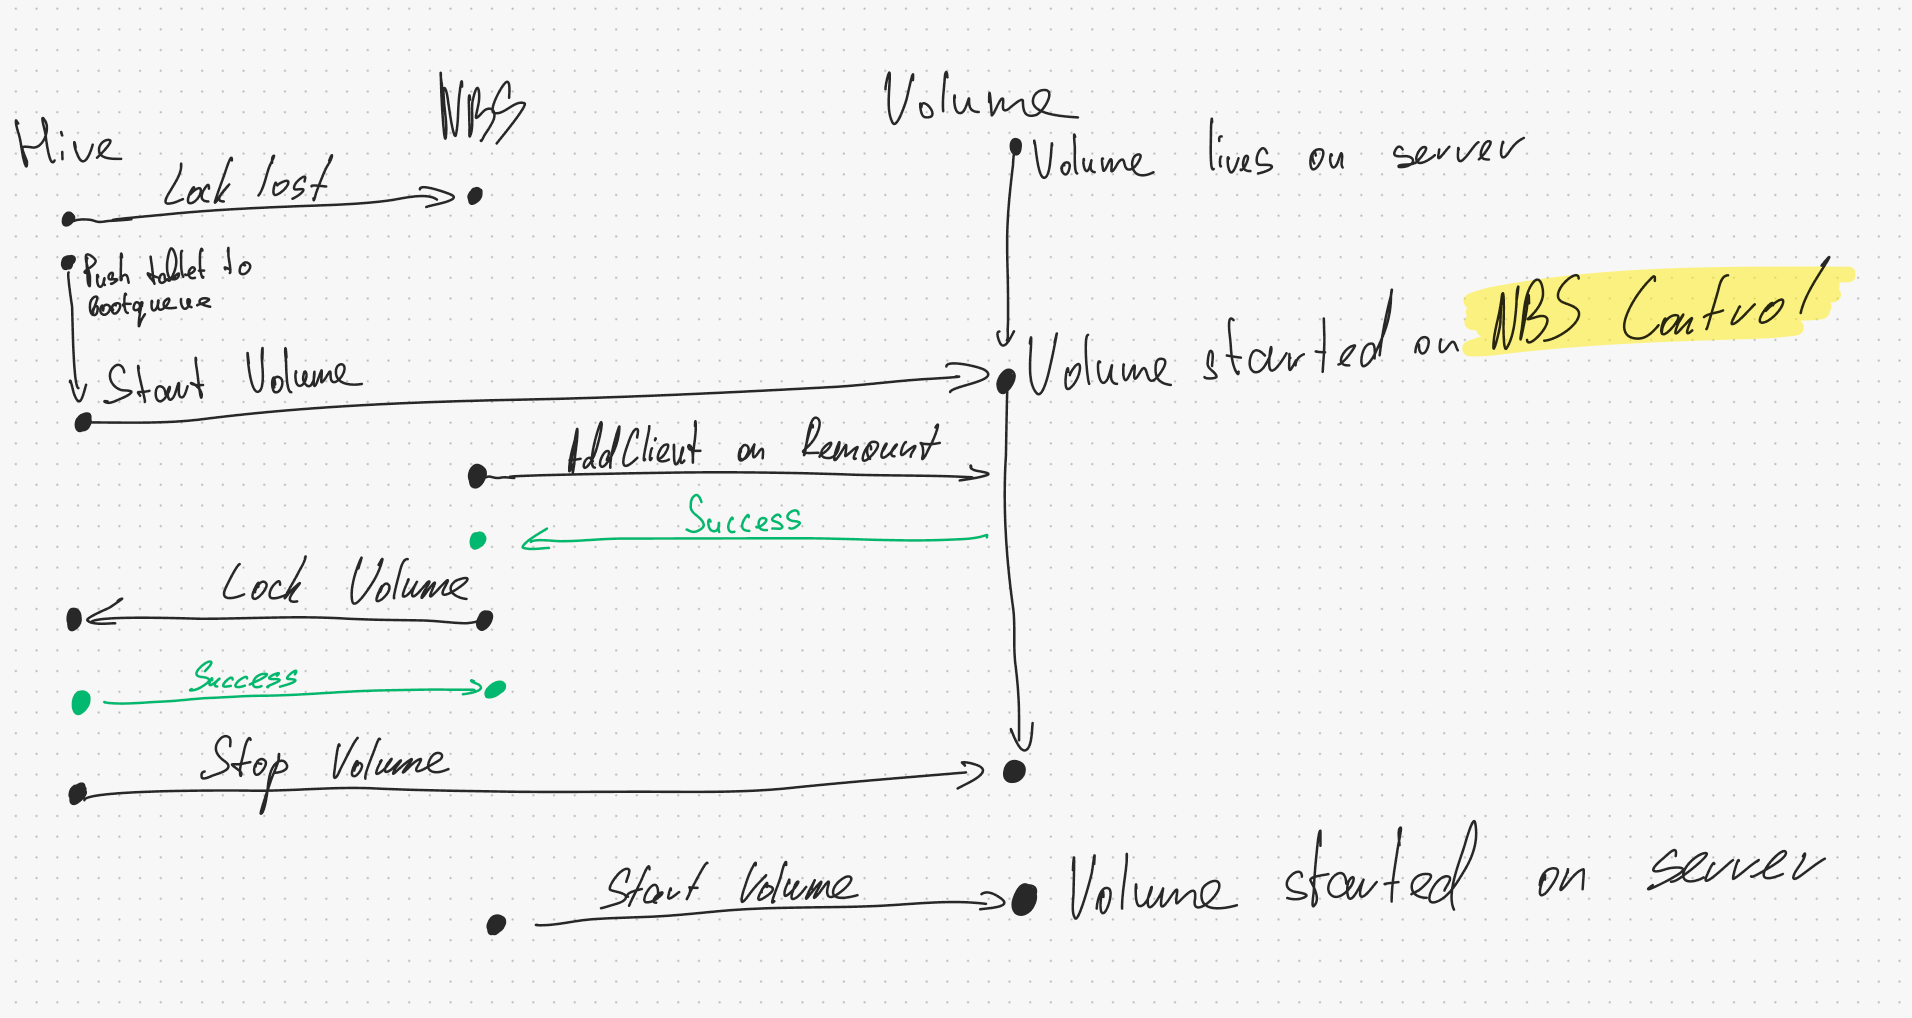 Hive
NBS
Volume
Volume lives on server
Lock lost
Push tablet to
bootqueue
Start Volume
Volume started on NBS Control
AddClient on Remount
Success
Lock Volume
Success
Stop Volume
Start Volume
Volume started on server